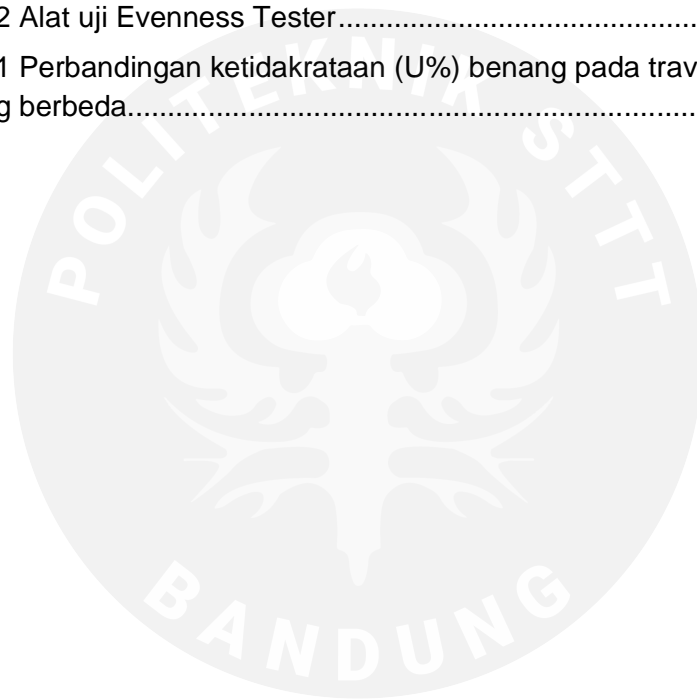 2 Alat uji Evenness Tester...........................................
1 Perbandingan ketidakrataan (U%) benang pada trav
g berbeda.....................................................................
POLITEKNIK STTT
BANDUNG